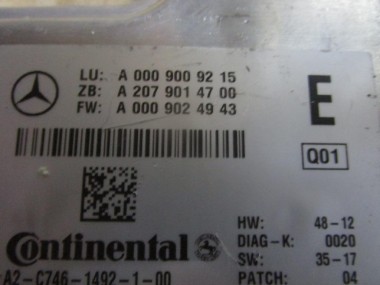 LU: A 000 900 92 15
ZB: A 207 901 47 00
FW: A 000 902 49 43
E
Q01
HW: 48-12
DIAG-K: 0020
SW: 35-17
PATCH: 04
Continental
A2-C746-1492-1-00